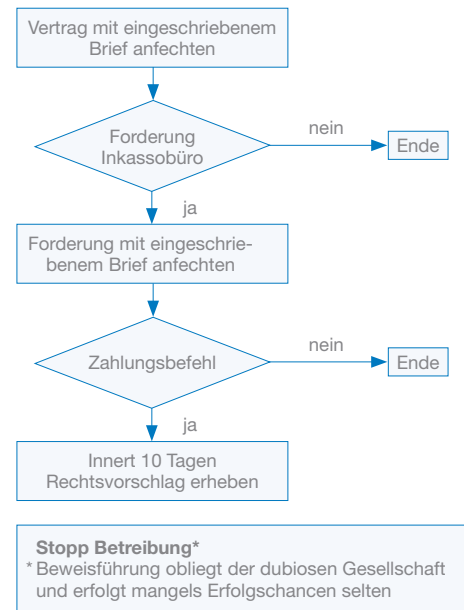 Vertrag mit eingeschriebenem
Brief anfechten
Forderung
Inkassobüro
nein
Ende
ja
Forderung mit eingeschrie-
benem Brief anfechten
Zahlungsbefehl
nein
Ende
ja
Innert 10 Tagen
Rechtsvorschlag erheben
Stopp Betreibung*
* Beweisführung obliegt der dubiosen Gesellschaft
und erfolgt mangels Erfolgschancen selten